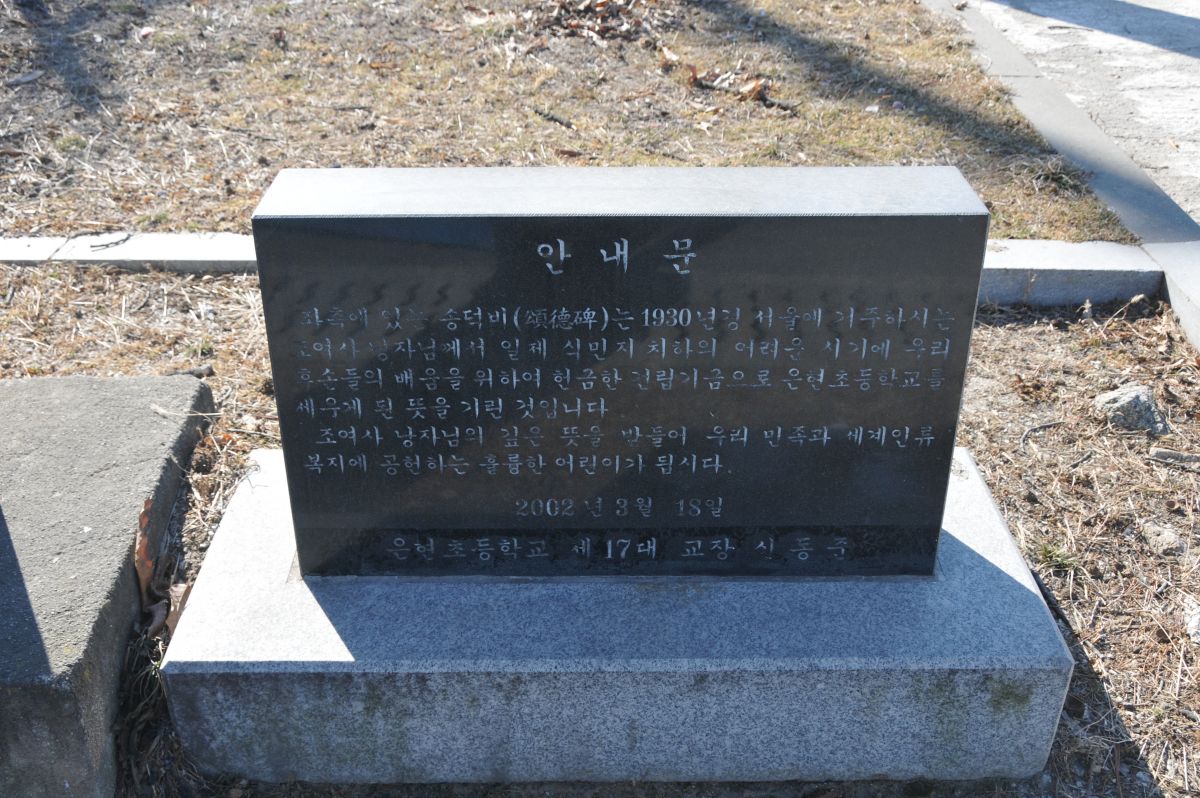 안내문
좌측에 있는 송덕비(頌德碑)는 1930년경 서울에 거주하시는
조여사 낭자님께서 일제 식민지 치하의 어려운 시기에 우리
후손들의 배움을 위하여 헌금한 건립기금으로 은현초등학교를
세우게 된 뜻을 기린 것입니다
조여사 낭자님의 깊은 뜻을 받들어 우리 민족과 세계인류
복지에 공헌하는 훌륭한 어린이가 됩시다.
2002년 3월 18일
은현초등학교 제17대 교장 신동주